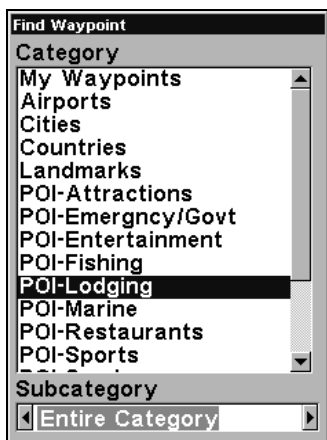 Find Waypoint
Category
My Waypoints
Airports
Cities
Countries
Landmarks
POI-Attractions
POI-Emergncy/Govt
POI-Entertainment
POI-Fishing
POI-Lodging
POI-Marine
POI-Restaurants
POI-Sports
Subcategory
Entire Category